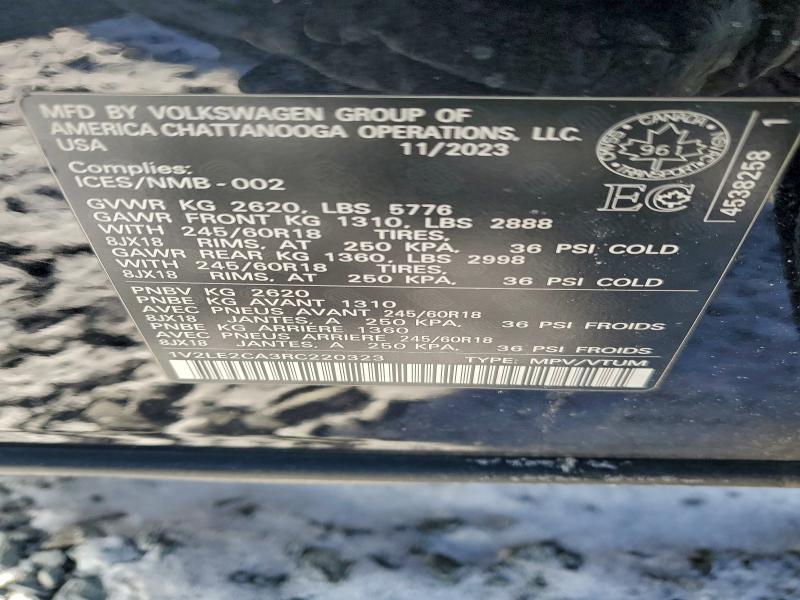 MFD BY VOLKSWAGEN GROUP OF
AMERICA CHATTANOOGA OPERATIONS, LLC.
USA 11/2023
Complies:
ICES/NMB-002
GVWR KG 2620, LBS 5776
GAWR FRONT KG 1310, LBS 2888
WITH 245/60R18 TIRES,
8JX18 RIMS, AT 250 KPA, 36 PSI COLD
GAWR REAR KG 1360, LBS 2998
WITH 245/60R18 TIRES,
8JX18 RIMS, AT 250 KPA, 36 PSI COLD
PNBV KG 2620
PNBE KG AVANT 1310
AVEC PNEUS AVANT 245/60R18
8JX18 JANTES, A 250 KPA, 36 PSI COLD
PNBE KG ARRIÈRE 1360
AVEC PNEUS ARRIERE 245/60R18
8JX18 JANTES, A 250 KPA, 36 PSI COLD
1V2LE2CA3RC220323 TYPE: MPV/VTUM
CANADA
961
TRANSPORT
EC
4538258 1